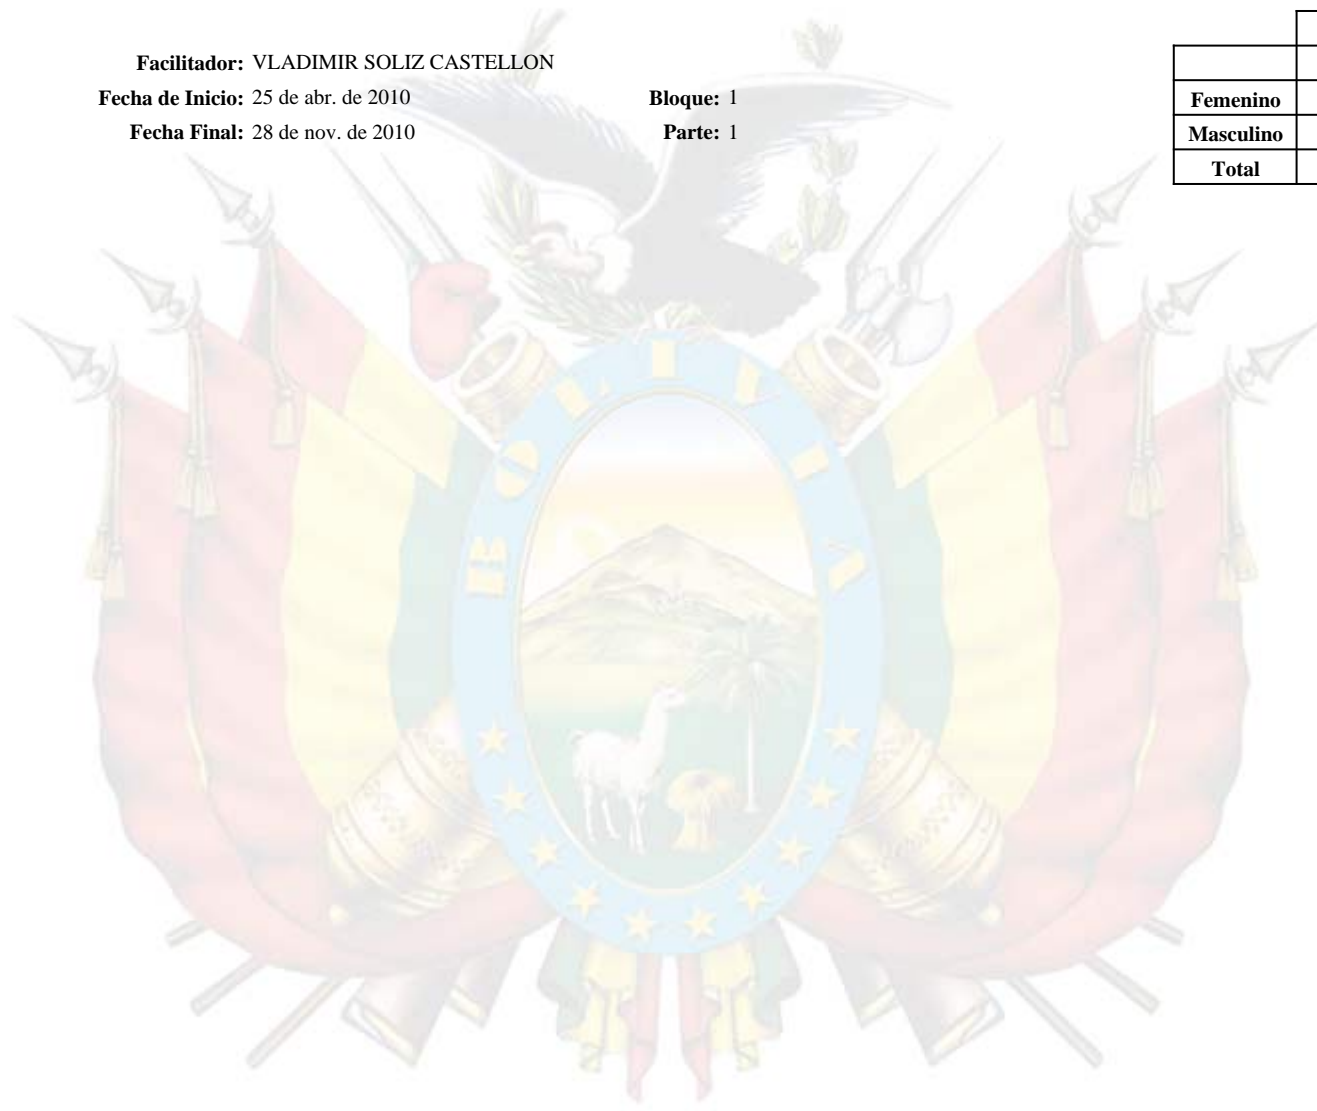 Facilitador: VLADIMIR SOLIZ CASTELLON
Fecha de Inicio: 25 de abr. de 2010 Bloque: 1
Fecha Final: 28 de nov. de 2010 Parte: 1
Femenino
Masculino
Total
BOLIVIA